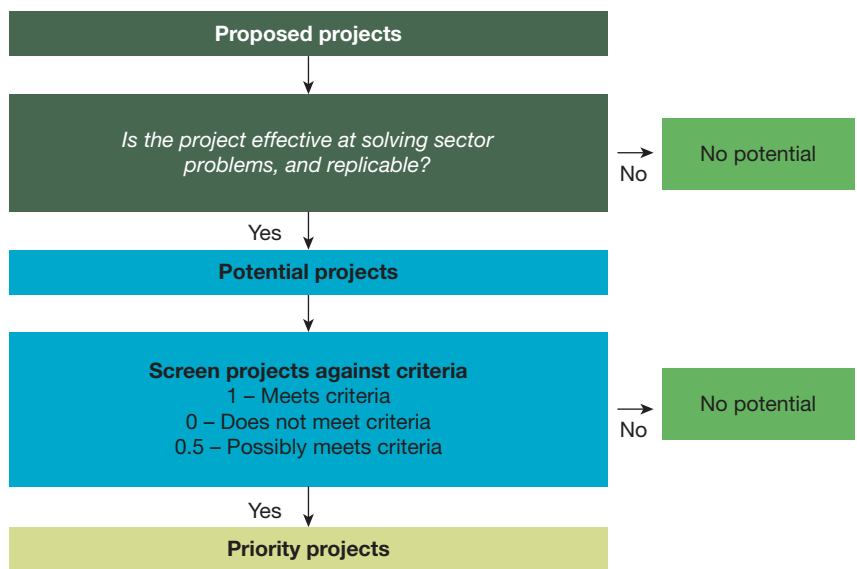 Proposed projects
Is the project effective at solving sector
problems, and replicable?
No
No potential
Yes
Potential projects
Screen projects against criteria
1 – Meets criteria
0 – Does not meet criteria
0.5 – Possibly meets criteria
No
No potential
Yes
Priority projects